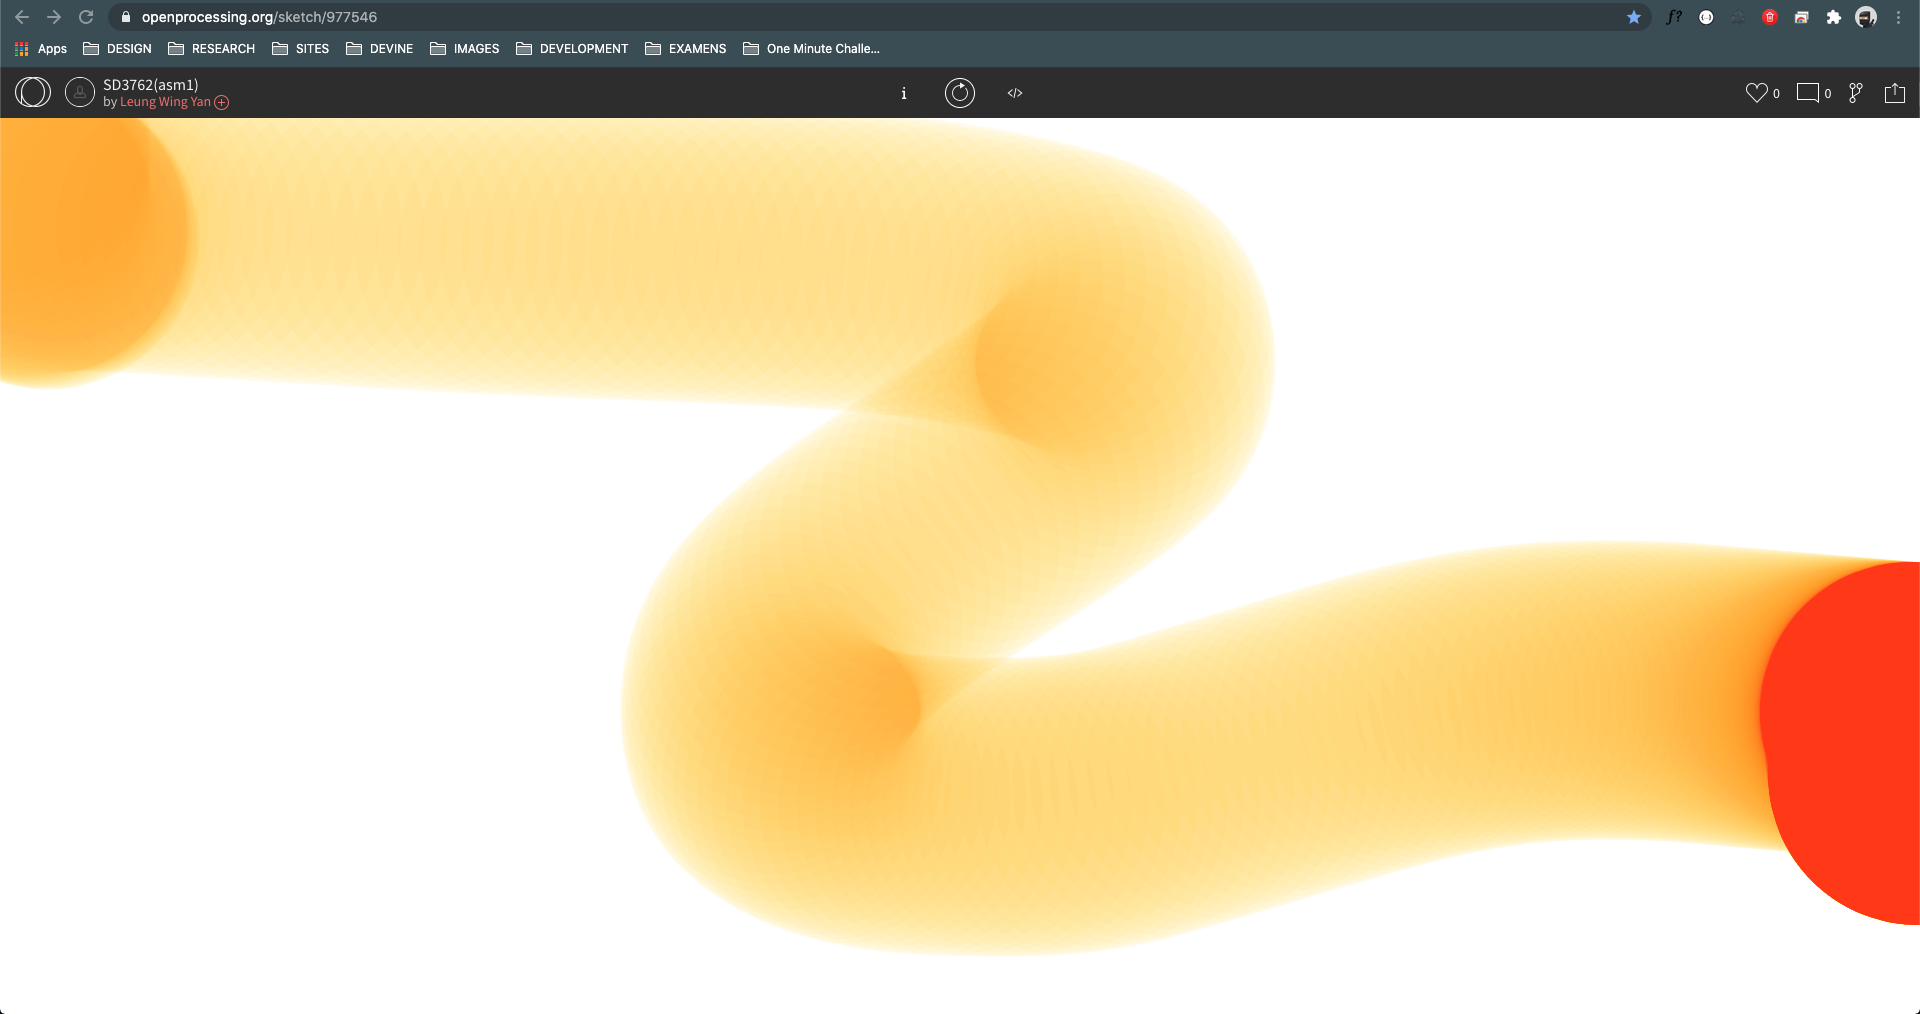 openprocessing.org/sketch/977546
f?
Apps DESIGN RESEARCH SITES DEVINE IMAGES DEVELOPMENT EXAMENS One Minute Challe...
SD3762(asm1)
by Leung Wing Yan
i </> 0 0